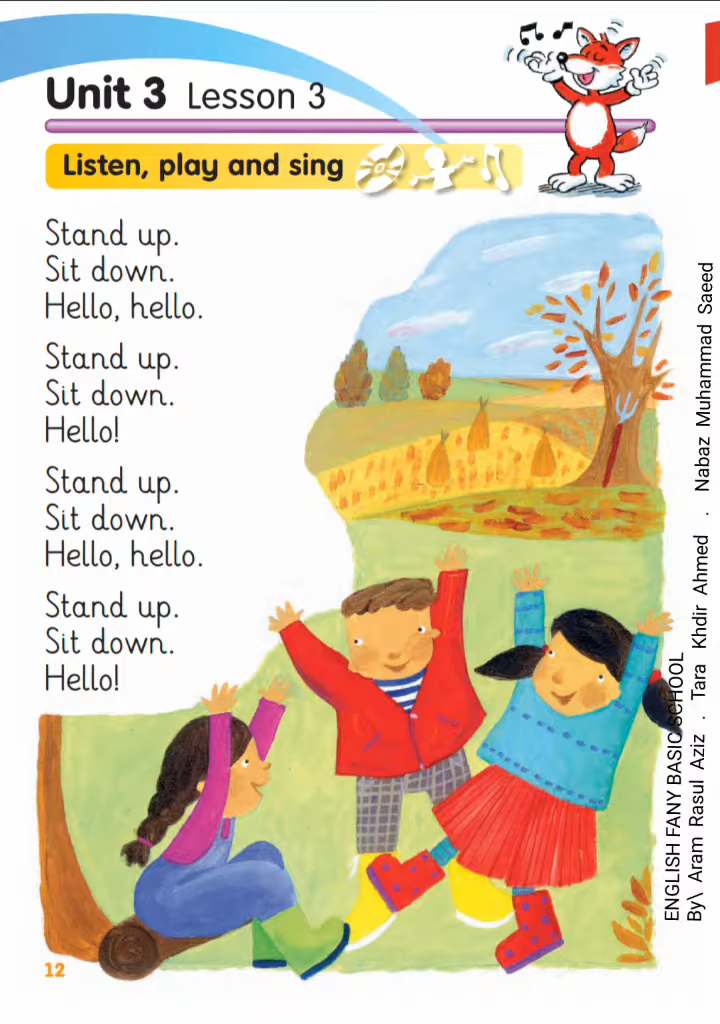 Unit 3 Lesson 3
Listen, play and sing
Stand up.
Sit down.
Hello, hello.
Stand up.
Sit down.
Hello!
Stand up.
Sit down.
Hello, hello.
Stand up.
Sit down.
Hello!
12
ENGLISH FANY BASIC SCHOOL
By\ Aram Rasul Aziz . Tara Khdir Ahmed . Nabaz Muhammad Saeed